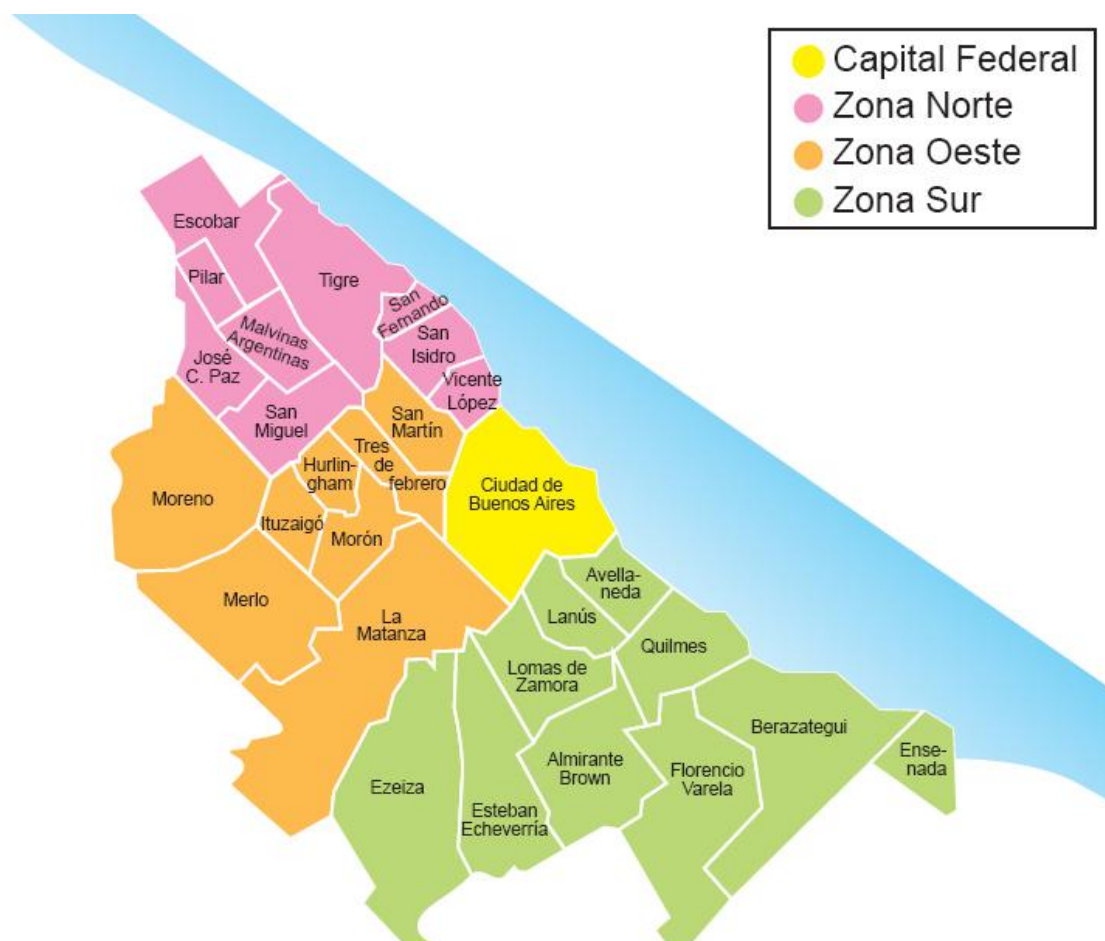 Capital Federal
Zona Norte
Zona Oeste
Zona Sur
Escobar
Pilar
Tigre
San
Fernando
Malvinas
Argentinas
San
Isidro
José
C. Paz
Vicente
López
San
Miguel
San
Martín
Tres
de
febrero
Hurlin-
gham
Moreno
Ituzaigó
Morón
Ciudad de
Buenos Aires
Merlo
La
Matanza
Avella-
neda
Lanús
Quilmes
Lomas de
Zamora
Berazategui
Ense-
nada
Almirante
Brown
Florencio
Varela
Ezeiza
Esteban
Echeverría